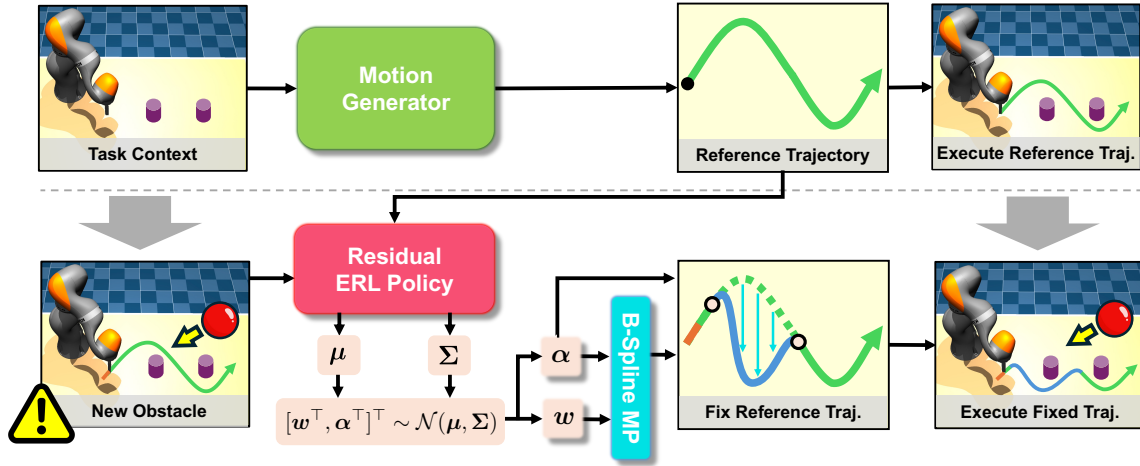 Motion
Generator
Task Context
Reference Trajectory
Execute Reference Traj.
Residual
ERL Policy
μ
Σ
[w⊤, α⊤]⊤ ∼ 𝒩(μ, Σ)
α
w
B-Spline MP
New Obstacle
Fix Reference Traj.
Execute Fixed Traj.
!